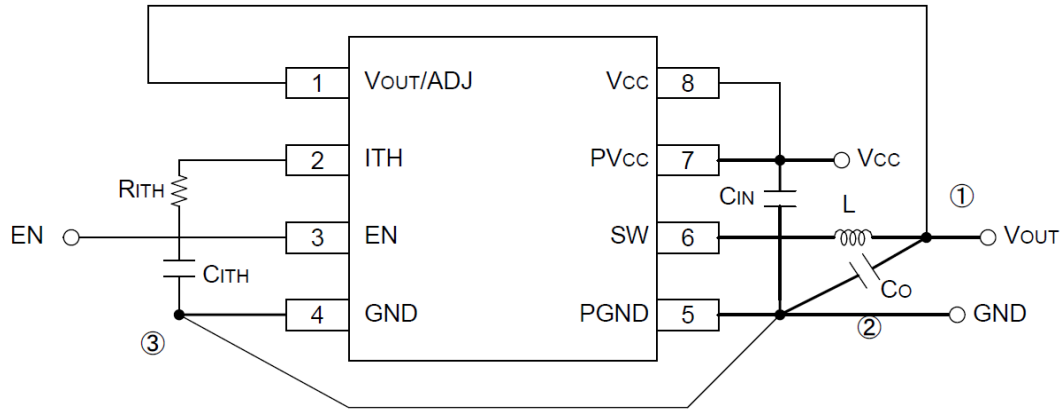 1 VOUT/ADJ
VCC 8
2 ITH
PVCC 7
VCC
RITH
CIN
L
①
EN
3 EN
SW 6
VOUT
CITH
CO
4 GND
PGND 5
GND
②
③